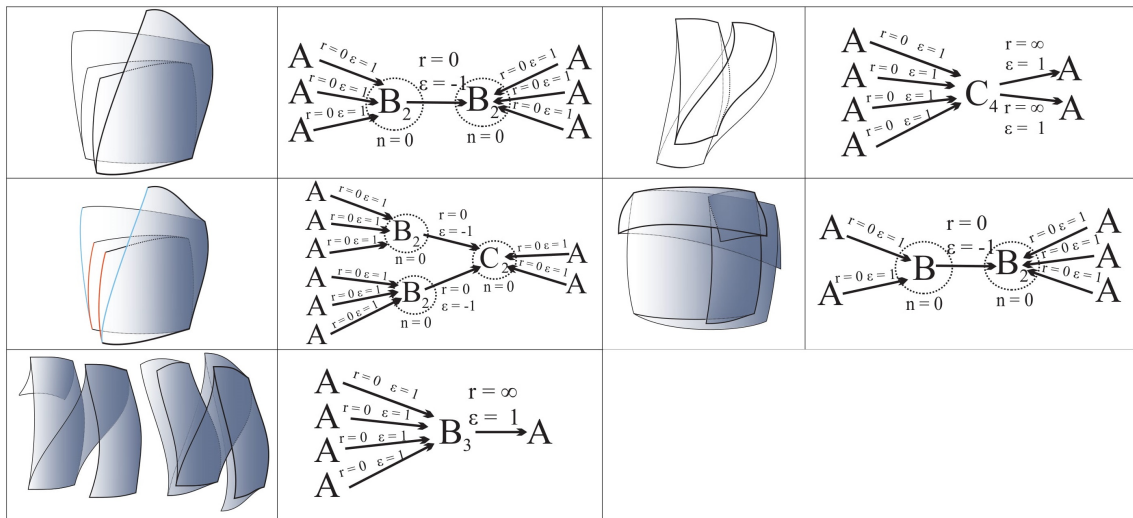 A r = 0 ε = 1
A r = 0 ε = 1
A r = 0 ε = 1
B₂
n = 0
r = 0
ε = -1
B₂
n = 0
r = 0 ε = 1 A
r = 0 ε = 1 A
r = 0 ε = 1 A
A r = 0 ε = 1
A r = 0 ε = 1
A r = 0 ε = 1
A r = 0 ε = 1
C₄
r = ∞
ε = 1
A
r = ∞
ε = 1
A
A r = 0 ε = 1
A r = 0 ε = 1
A r = 0 ε = 1
B₂
n = 0
r = 0
ε = -1
A r = 0 ε = 1
A r = 0 ε = 1
A r = 0 ε = 1
B₂
n = 0
r = 0
ε = -1
C₂
n = 0
r = 0 ε = 1 A
r = 0 ε = 1 A
A r = 0 ε = 1
A r = 0 ε = 1
B
n = 0
r = 0
ε = -1
B₂
n = 0
r = 0 ε = 1 A
r = 0 ε = 1 A
r = 0 ε = 1 A
A r = 0 ε = 1
A r = 0 ε = 1
A r = 0 ε = 1
A r = 0 ε = 1
B₃
r = ∞
ε = 1
A